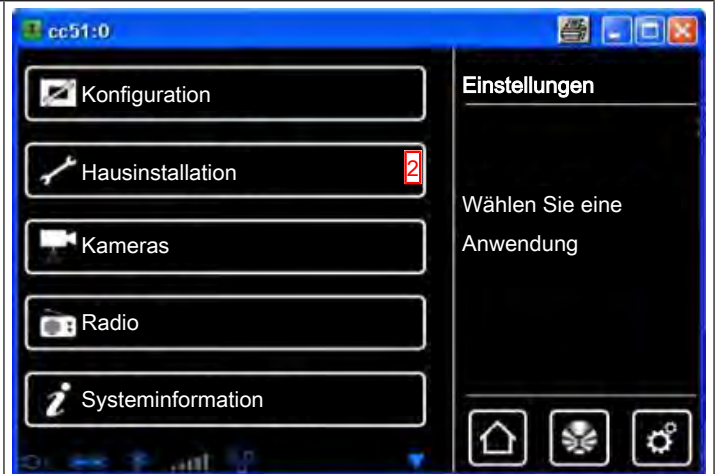 cc51:0
Konfiguration
Hausinstallation 2
Kameras
Radio
Systeminformation
Einstellungen
Wählen Sie eine
Anwendung